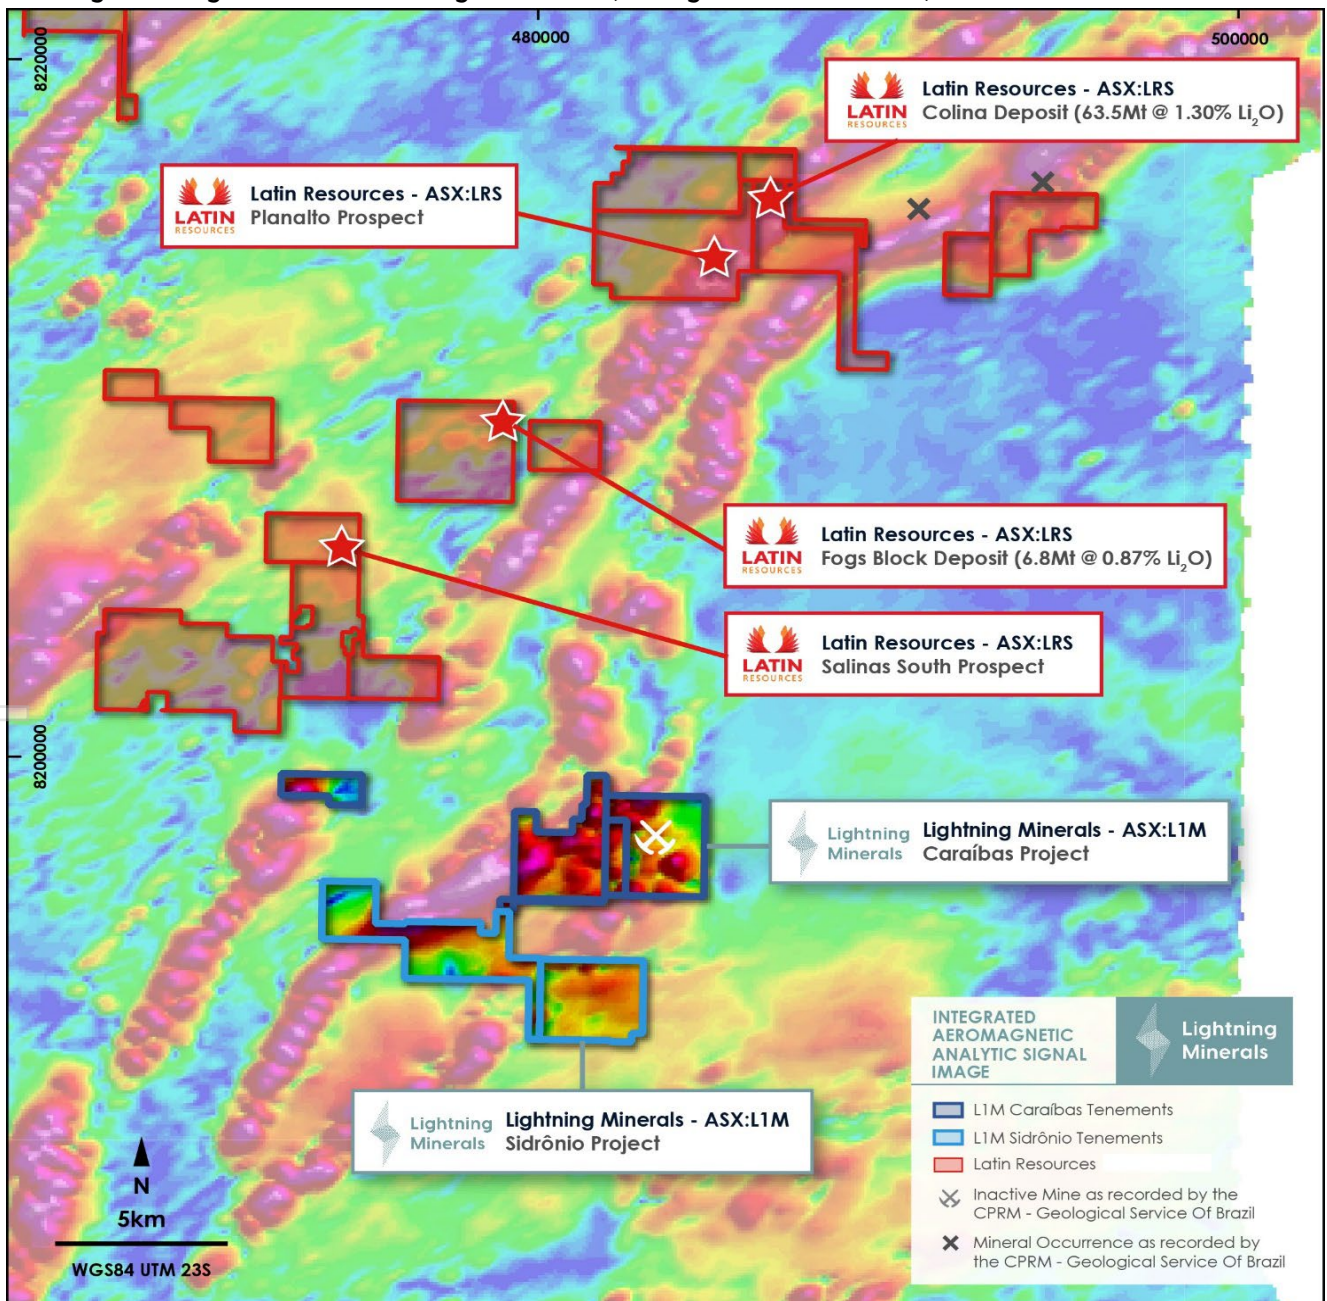 480000
500000
8220000
LATIN
RESOURCES
Latin Resources - ASX:LRS
Colina Deposit (63.5Mt @ 1.30% Li₂O)
LATIN
RESOURCES
Latin Resources - ASX:LRS
Planalto Prospect
LATIN
RESOURCES
Latin Resources - ASX:LRS
Fogs Block Deposit (6.8Mt @ 0.87% Li₂O)
LATIN
RESOURCES
Latin Resources - ASX:LRS
Salinas South Prospect
8200000
Lightning
Minerals
Lightning Minerals - ASX:L1M
Caraíbas Project
Lightning
Minerals
Lightning Minerals - ASX:L1M
Sidrônio Project
INTEGRATED
AEROMAGNETIC
ANALYTIC SIGNAL
IMAGE
Lightning
Minerals
L1M Caraíbas Tenements
L1M Sidrônio Tenements
Latin Resources
Inactive Mine as recorded by the
CPRM - Geological Service Of Brazil
Mineral Occurrence as recorded by
the CPRM - Geological Service Of Brazil
N
5km
WGS84 UTM 23S